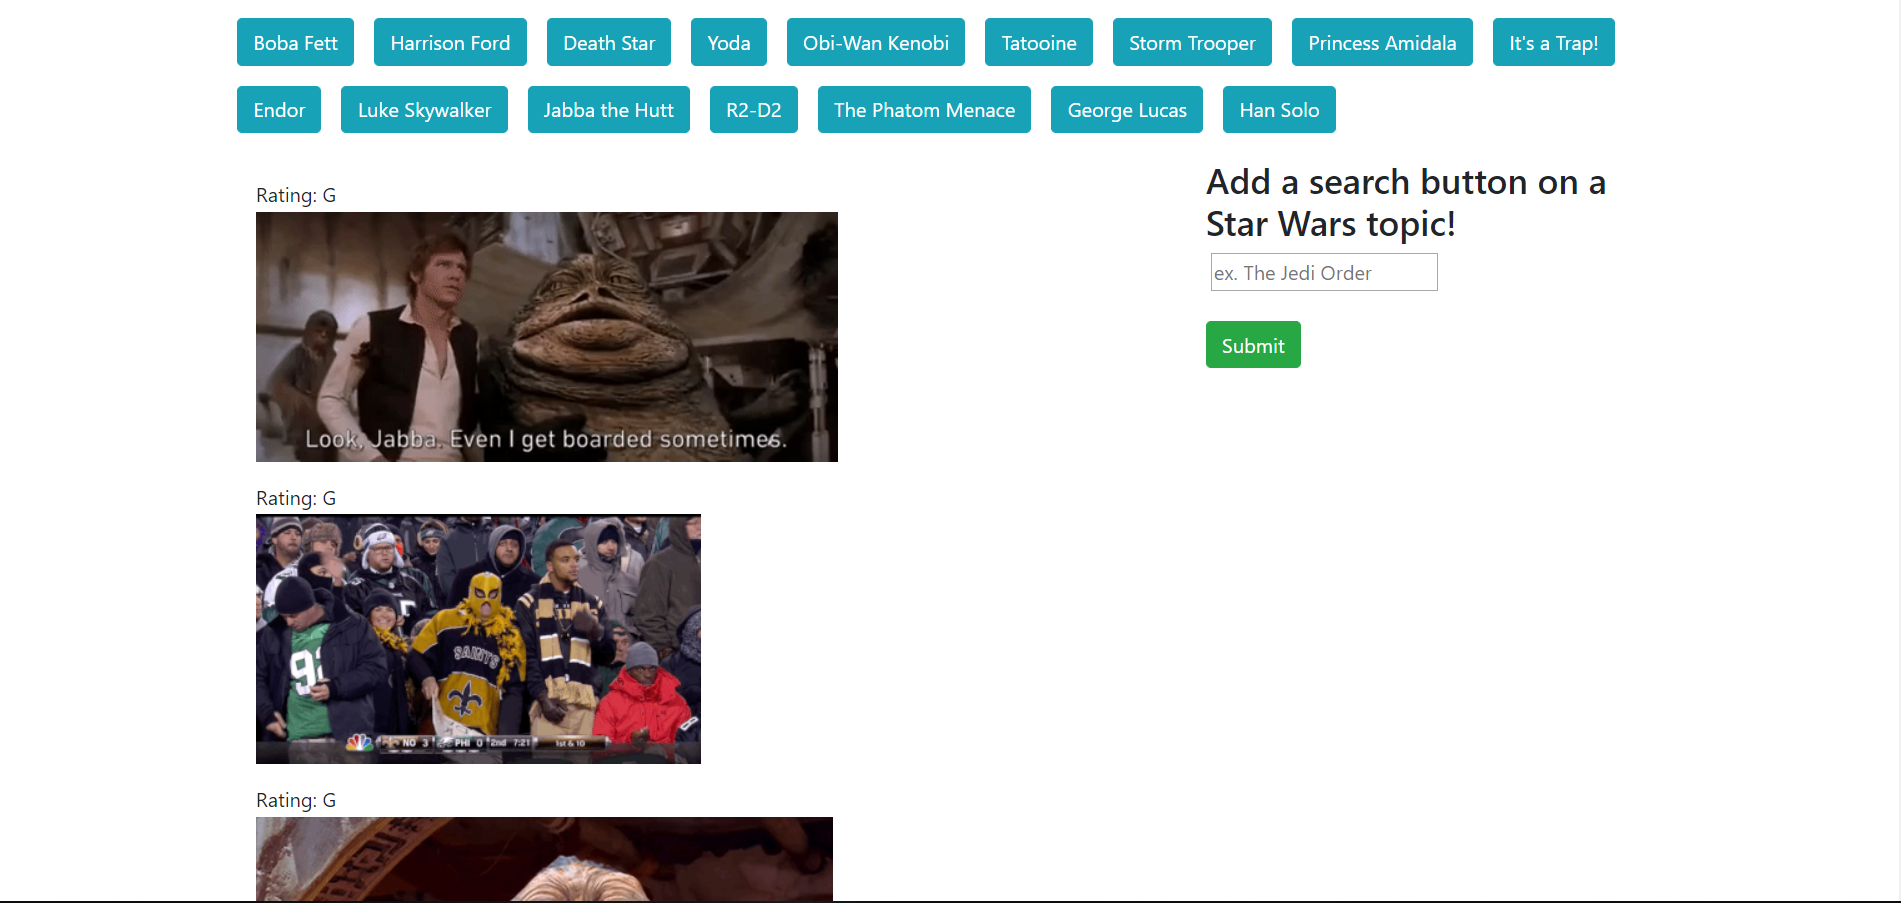 Boba Fett Harrison Ford Death Star Yoda Obi-Wan Kenobi Tatooine Storm Trooper Princess Amidala It's a Trap!
Endor Luke Skywalker Jabba the Hutt R2-D2 The Phatom Menace George Lucas Han Solo
Rating: G
Look, Jabba. Even I get boarded sometimes.
Rating: G
92
SAINTS
NO 3 PHI 0 2nd 7:21 1st & 10
Rating: G
Add a search button on a
Star Wars topic!
ex. The Jedi Order
Submit